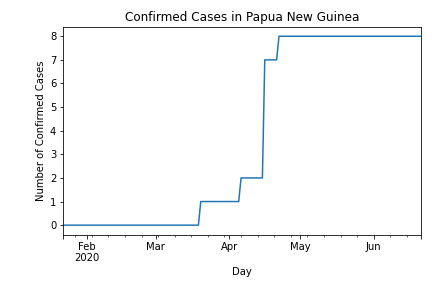 Confirmed Cases in Papua New Guinea
8
7
6
5
4
3
2
1
0
Number of Confirmed Cases
Feb Mar Apr May Jun
2020
Day